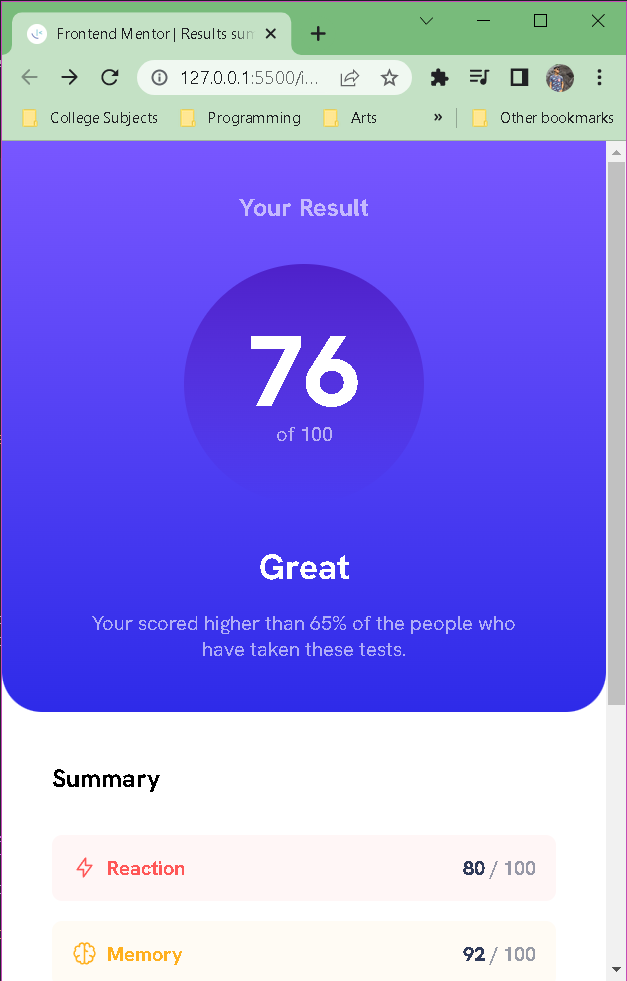 Frontend Mentor | Results sum
127.0.0.1:5500/i...
College Subjects Programming Arts » Other bookmarks
Your Result
76
of 100
Great
Your scored higher than 65% of the people who
have taken these tests.
Summary
Reaction 80 / 100
Memory 92 / 100